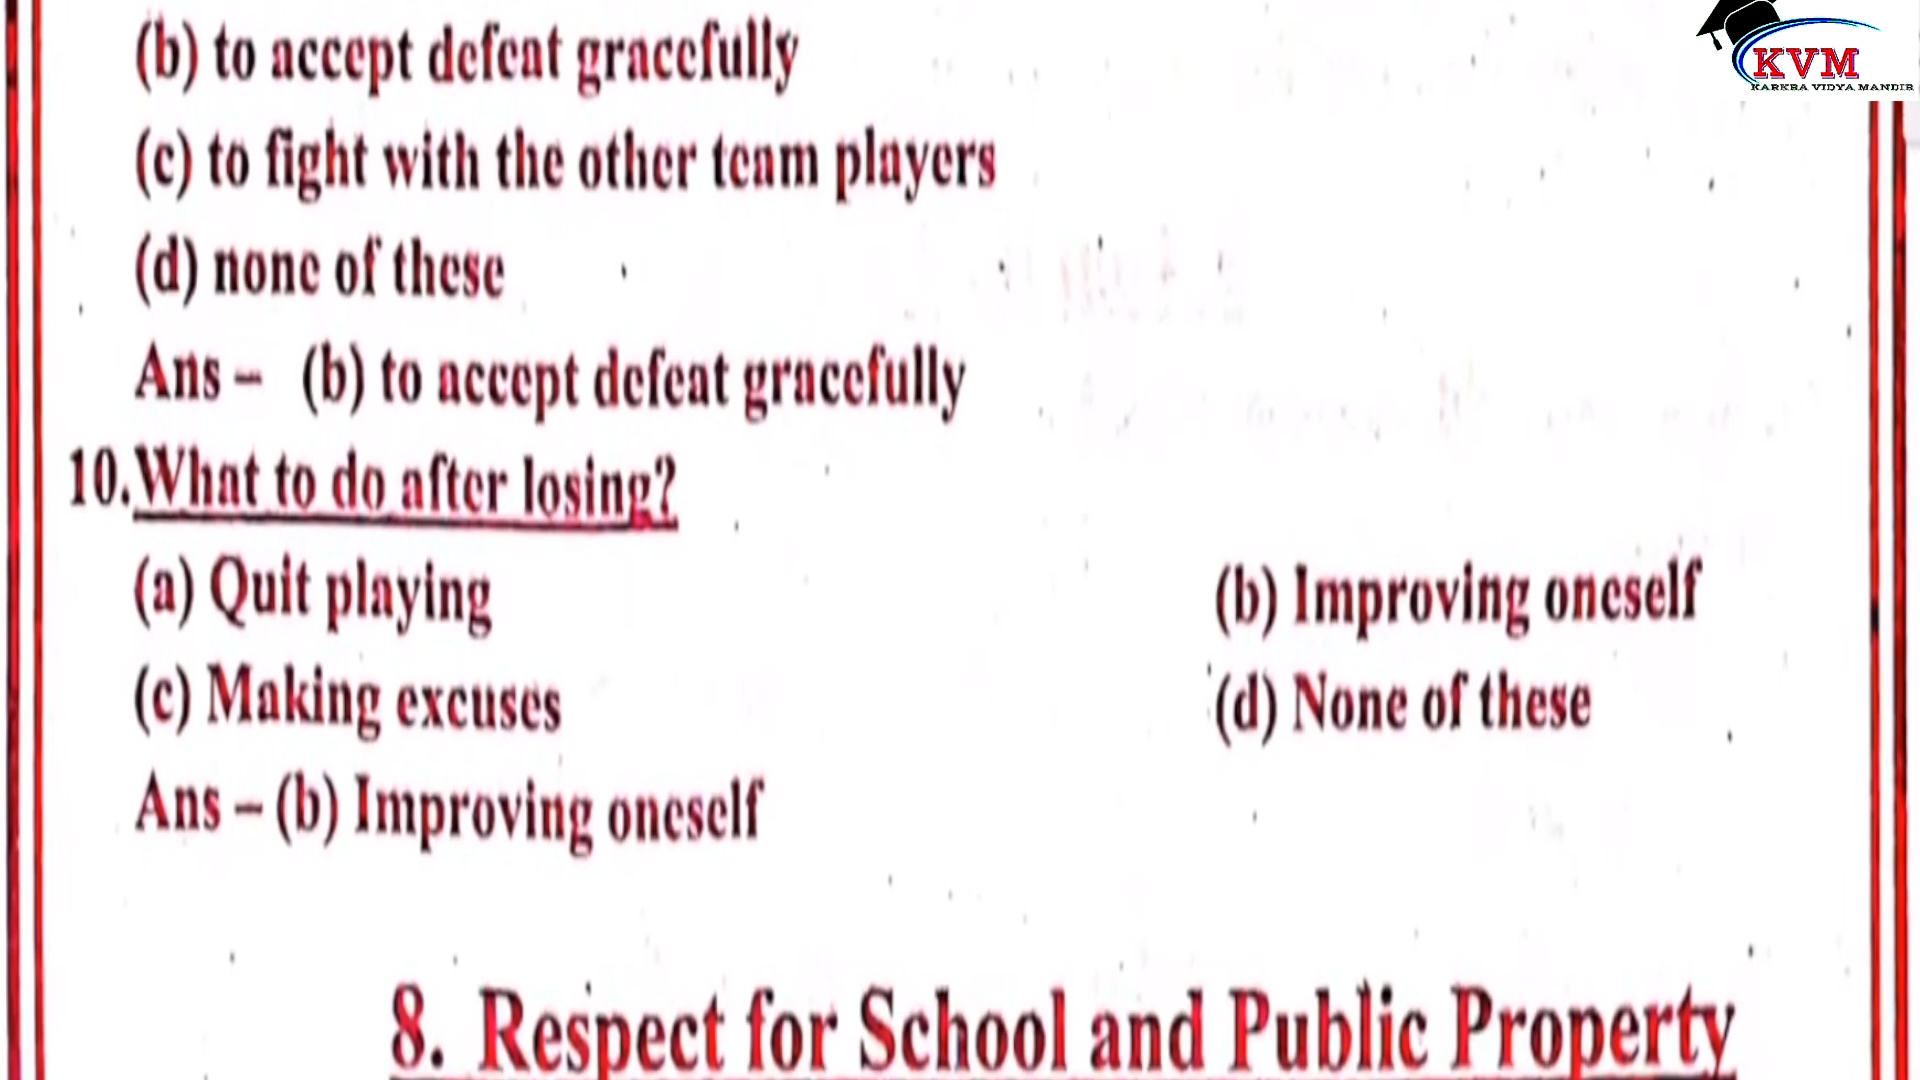 KVM
KARKRA VIDYA MANDIR
(b) to accept defeat gracefully
(c) to fight with the other team players
(d) none of these
Ans – (b) to accept defeat gracefully
10. What to do after losing?
(a) Quit playing (b) Improving oneself
(c) Making excuses (d) None of these
Ans – (b) Improving oneself
8. Respect for School and Public Property